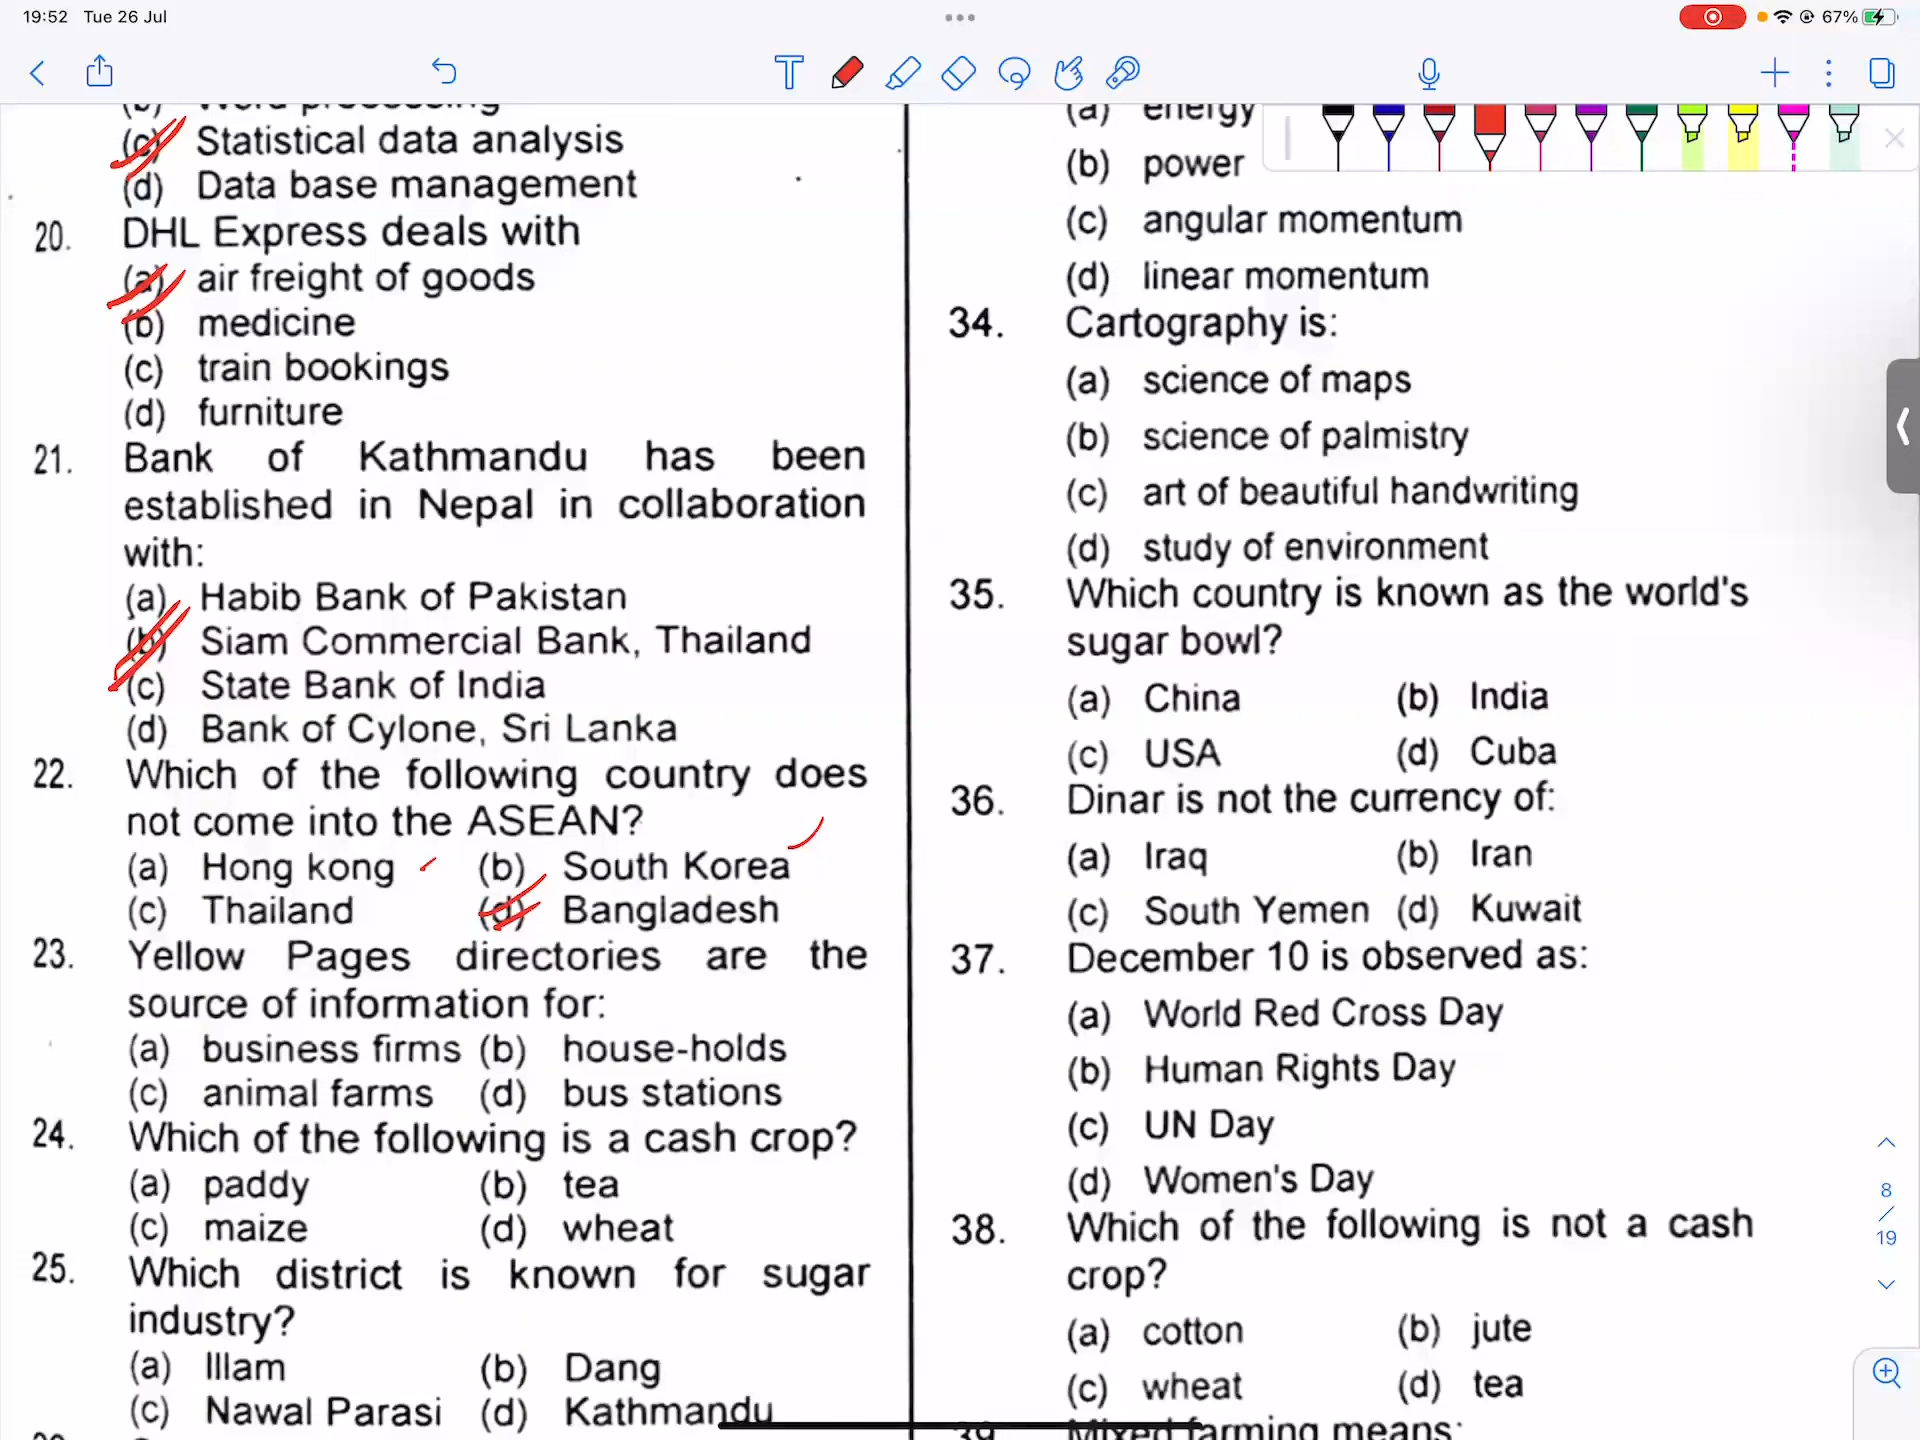 19:52 Tue 26 Jul
67%
(b) Word processing
(c) Statistical data analysis
(d) Data base management
20. DHL Express deals with
(a) air freight of goods
(b) medicine
(c) train bookings
(d) furniture
21. Bank of Kathmandu has been
established in Nepal in collaboration
with:
(a) Habib Bank of Pakistan
(b) Siam Commercial Bank, Thailand
(c) State Bank of India
(d) Bank of Cylone, Sri Lanka
22. Which of the following country does
not come into the ASEAN?
(a) Hong kong (b) South Korea
(c) Thailand (d) Bangladesh
23. Yellow Pages directories are the
source of information for:
(a) business firms (b) house-holds
(c) animal farms (d) bus stations
24. Which of the following is a cash crop?
(a) paddy (b) tea
(c) maize (d) wheat
25. Which district is known for sugar
industry?
(a) Illam (b) Dang
(c) Nawal Parasi (d) Kathmandu
(a) energy
(b) power
(c) angular momentum
(d) linear momentum
34. Cartography is:
(a) science of maps
(b) science of palmistry
(c) art of beautiful handwriting
(d) study of environment
35. Which country is known as the world's
sugar bowl?
(a) China (b) India
(c) USA (d) Cuba
36. Dinar is not the currency of:
(a) Iraq (b) Iran
(c) South Yemen (d) Kuwait
37. December 10 is observed as:
(a) World Red Cross Day
(b) Human Rights Day
(c) UN Day
(d) Women's Day
38. Which of the following is not a cash
crop?
(a) cotton (b) jute
(c) wheat (d) tea
39. Mixed farming means:
8
/
19